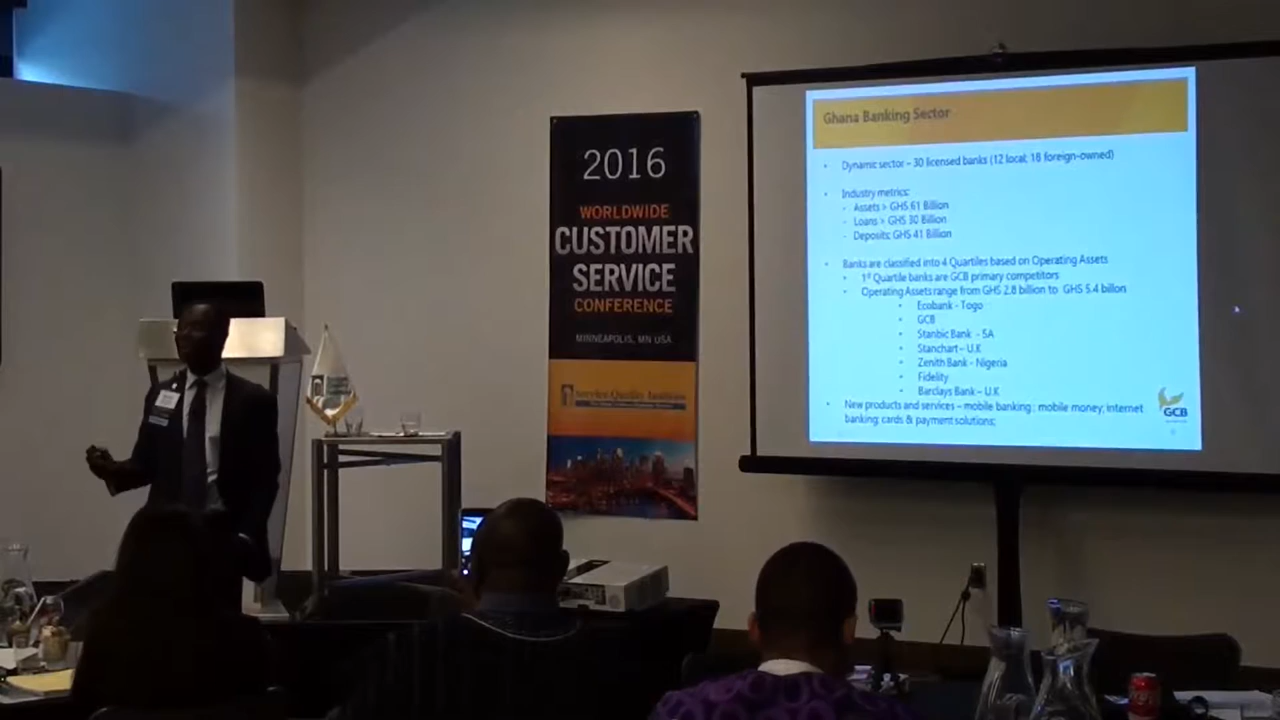 2016
WORLDWIDE
CUSTOMER
SERVICE
CONFERENCE
MINNEAPOLIS, MN USA
Service Quality Institute
Ghana Banking Sector
• Dynamic sector – 30 licensed banks (12 local; 18 foreign-owned)
• Industry metrics:
- Assets > GHS 61 Billion
- Loans > GHS 30 Billion
- Deposits: GHS 41 Billion
• Banks are classified into 4 Quartiles based on Operating Assets
• 1st Quartile banks are GCB primary competitors
• Operating Assets range from GHS 2.8 billion to GHS 5.4 billon
• Ecobank - Togo
• GCB
• Stanbic Bank - SA
• Stanchart – U.K
• Zenith Bank - Nigeria
• Fidelity
• Barclays Bank – U.K
• New products and services – mobile banking; mobile money; internet
banking; cards & payment solutions;
GCB